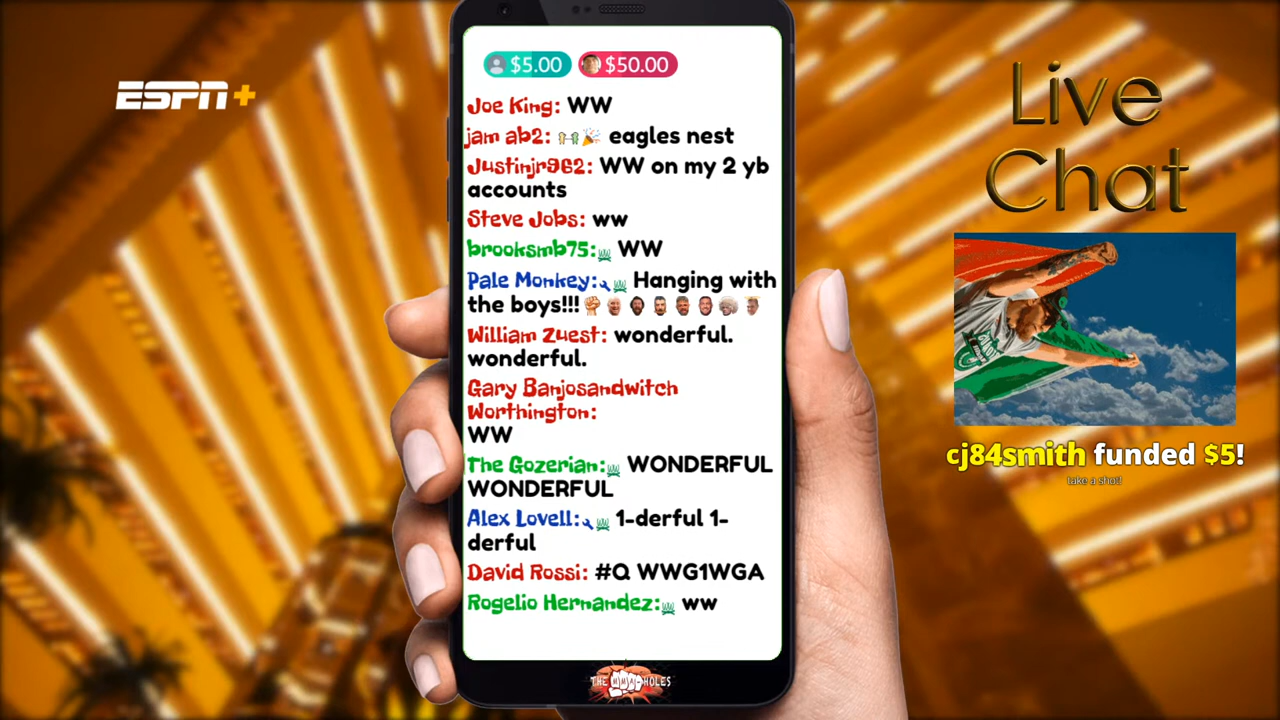 ESPN+
$5.00 $50.00
Joe King: WW
jam ab2: eagles nest
Justinjr962: WW on my 2 yb
accounts
Steve Jobs: ww
brooksmb75: WW
Pale Monkey: Hanging with
the boys!!!
William Zuest: wonderful.
wonderful.
Gary Banjosandwitch
Worthington:
WW
The Gozerian: WONDERFUL
WONDERFUL
Alex Lovell: 1-derful 1-
derful
David Rossi: #Q WWG1WGA
Rogelio Hernandez: ww
THE MMA-HOLES
Live
Chat
cj84smith funded $5!
take a shot!